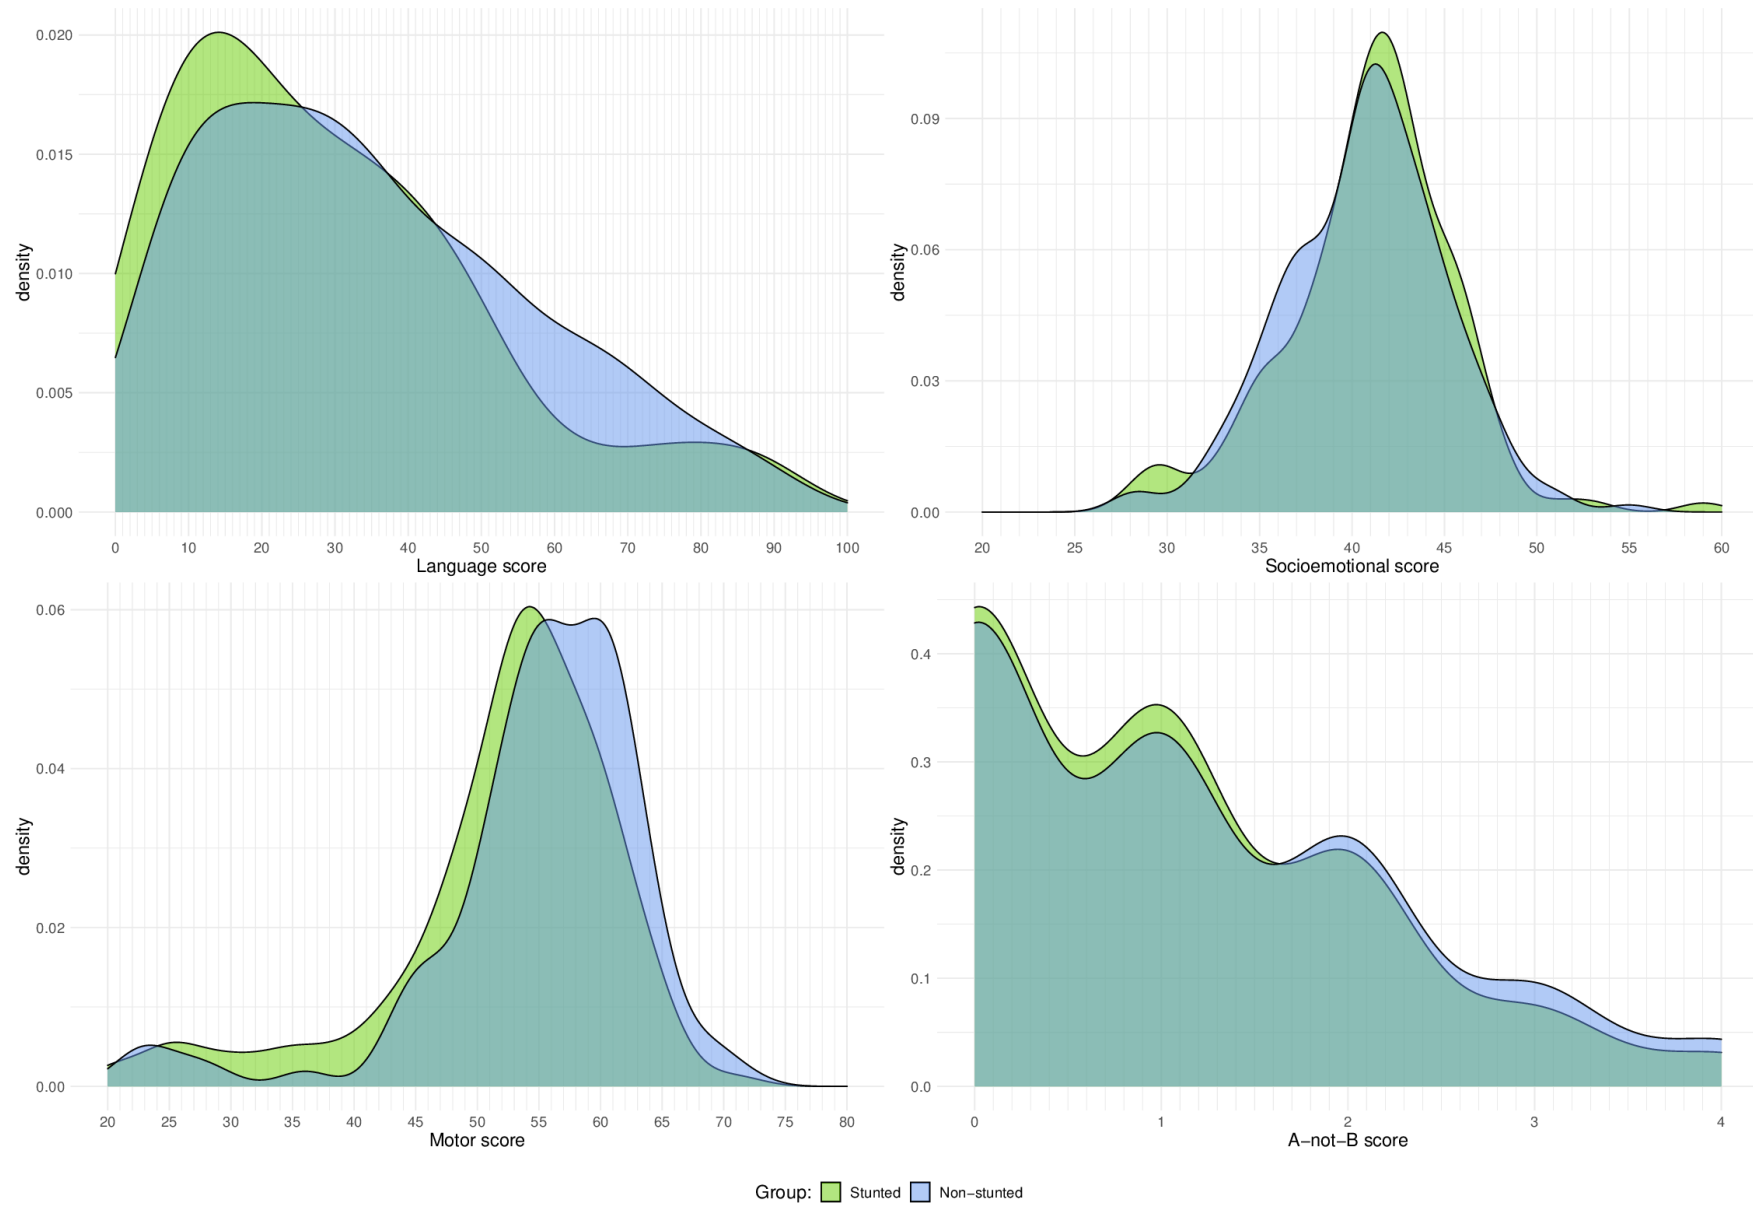 0.020
0.015
0.010
0.005
0.000
density
0 10 20 30 40 50 60 70 80 90 100
Language score
0.09
0.06
0.03
0.00
density
20 25 30 35 40 45 50 55 60
Socioemotional score
0.06
0.04
0.02
0.00
density
20 25 30 35 40 45 50 55 60 65 70 75 80
Motor score
0.4
0.3
0.2
0.1
0.0
density
0 1 2 3 4
A−not−B score
Group: Stunted Non−stunted